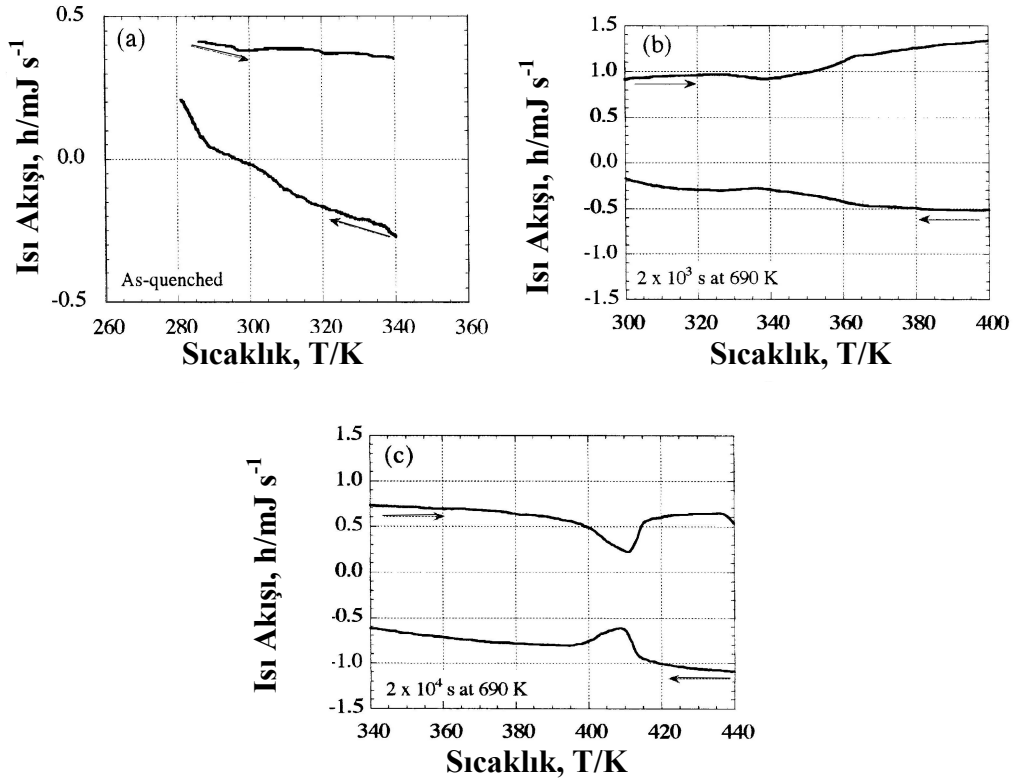 (a)
0.5
0.0
-0.5
Isı Akışı, h/mJ s⁻¹
As-quenched
260 280 300 320 340 360
Sıcaklık, T/K
(b)
1.5
1.0
0.5
0.0
-0.5
-1.0
-1.5
Isı Akışı, h/mJ s⁻¹
2 x 10³ s at 690 K
300 320 340 360 380 400
Sıcaklık, T/K
(c)
1.5
1.0
0.5
0.0
-0.5
-1.0
-1.5
Isı Akışı, h/mJ s⁻¹
2 x 10⁴ s at 690 K
340 360 380 400 420 440
Sıcaklık, T/K